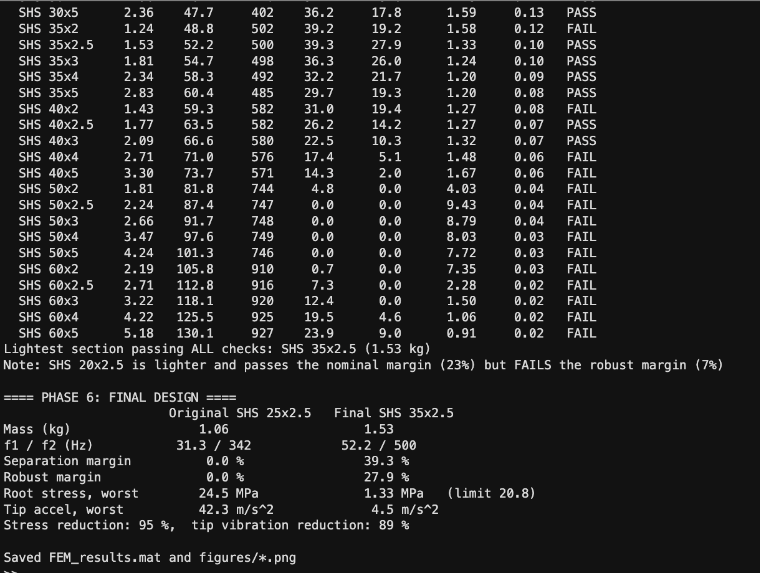 SHS 30x5 2.36 47.7 402 36.2 17.8 1.59 0.13 PASS
SHS 35x2 1.24 48.8 502 39.2 19.2 1.58 0.12 FAIL
SHS 35x2.5 1.53 52.2 500 39.3 27.9 1.33 0.10 PASS
SHS 35x3 1.81 54.7 498 36.3 26.0 1.24 0.10 PASS
SHS 35x4 2.34 58.3 492 32.2 21.7 1.20 0.09 PASS
SHS 35x5 2.83 60.4 485 29.7 19.3 1.20 0.08 PASS
SHS 40x2 1.43 59.3 582 31.0 19.4 1.27 0.08 FAIL
SHS 40x2.5 1.77 63.5 582 26.2 14.2 1.27 0.07 PASS
SHS 40x3 2.09 66.6 580 22.5 10.3 1.32 0.07 PASS
SHS 40x4 2.71 71.0 576 17.4 5.1 1.48 0.06 FAIL
SHS 40x5 3.30 73.7 571 14.3 2.0 1.67 0.06 FAIL
SHS 50x2 1.81 81.8 744 4.8 0.0 4.03 0.04 FAIL
SHS 50x2.5 2.24 87.4 747 0.0 0.0 9.43 0.04 FAIL
SHS 50x3 2.66 91.7 748 0.0 0.0 8.79 0.04 FAIL
SHS 50x4 3.47 97.6 749 0.0 0.0 8.03 0.03 FAIL
SHS 50x5 4.24 101.3 746 0.0 0.0 7.72 0.03 FAIL
SHS 60x2 2.19 105.8 910 0.7 0.0 7.35 0.03 FAIL
SHS 60x2.5 2.71 112.8 916 7.3 0.0 2.28 0.02 FAIL
SHS 60x3 3.22 118.1 920 12.4 0.0 1.50 0.02 FAIL
SHS 60x4 4.22 125.5 925 19.5 4.6 1.06 0.02 FAIL
SHS 60x5 5.18 130.1 927 23.9 9.0 0.91 0.02 FAIL
Lightest section passing ALL checks: SHS 35x2.5 (1.53 kg)
Note: SHS 20x2.5 is lighter and passes the nominal margin (23%) but FAILS the robust margin (7%)
==== PHASE 6: FINAL DESIGN ====
Original SHS 25x2.5 Final SHS 35x2.5
Mass (kg) 1.06 1.53
f1 / f2 (Hz) 31.3 / 342 52.2 / 500
Separation margin 0.0 % 39.3 %
Robust margin 0.0 % 27.9 %
Root stress, worst 24.5 MPa 1.33 MPa (limit 20.8)
Tip accel, worst 42.3 m/s^2 4.5 m/s^2
Stress reduction: 95 %, tip vibration reduction: 89 %
Saved FEM_results.mat and figures/*.png
>>